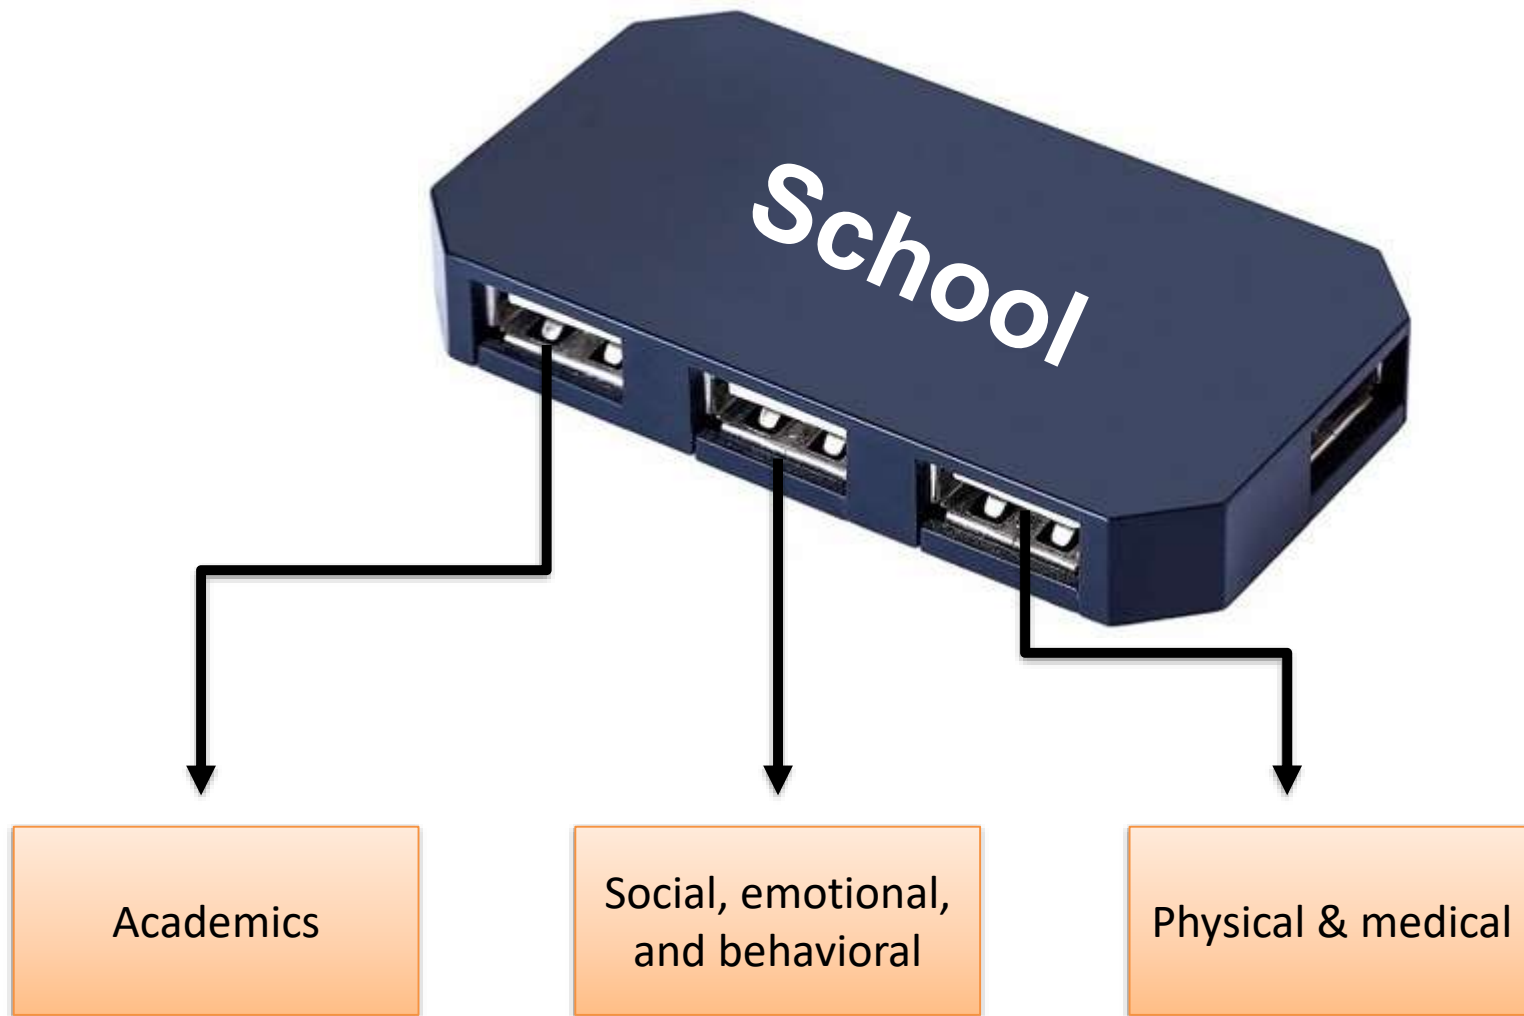 School
Academics
Social, emotional,
and behavioral
Physical & medical